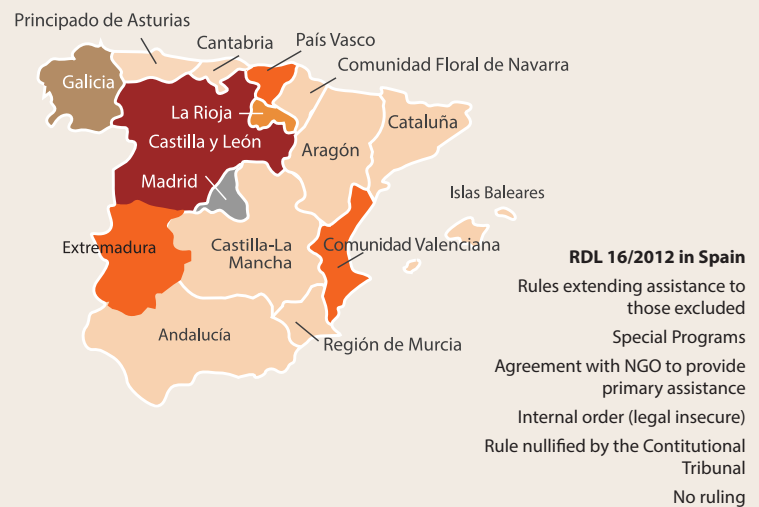 Principado de Asturias
Cantabria
País Vasco
Comunidad Floral de Navarra
Galicia
La Rioja
Cataluña
Castilla y León
Aragón
Madrid
Islas Baleares
Extremadura
Castilla-La
Mancha
Comunidad Valenciana
Andalucía
Región de Murcia
RDL 16/2012 in Spain
Rules extending assistance to
those excluded
Special Programs
Agreement with NGO to provide
primary assistance
Internal order (legal insecure)
Rule nullified by the Contitutional
Tribunal
No ruling